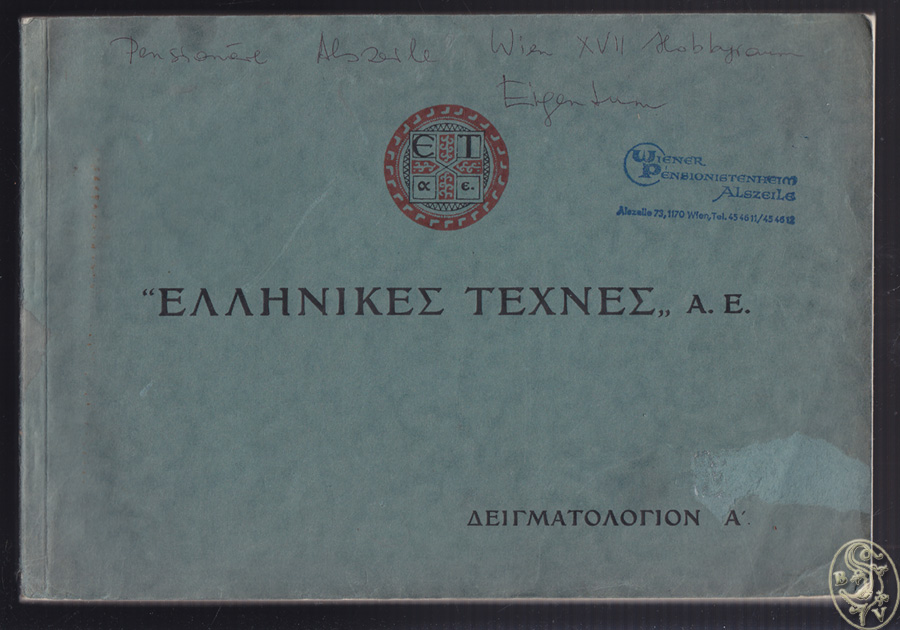 Pensionäre Alszeile Wien XVII Hobbyraum
Eigentum
E T
α ε.
WIENER
PENSIONISTENHEIM
ALSZEILE
Alszeile 73, 1170 Wien, Tel. 45 46 11/45 46 12
“ΕΛΛΗΝΙΚΕΣ ΤΕΧΝΕΣ„ Α. Ε.
ΔΕΙΓΜΑΤΟΛΟΓΙΟΝ Α΄.